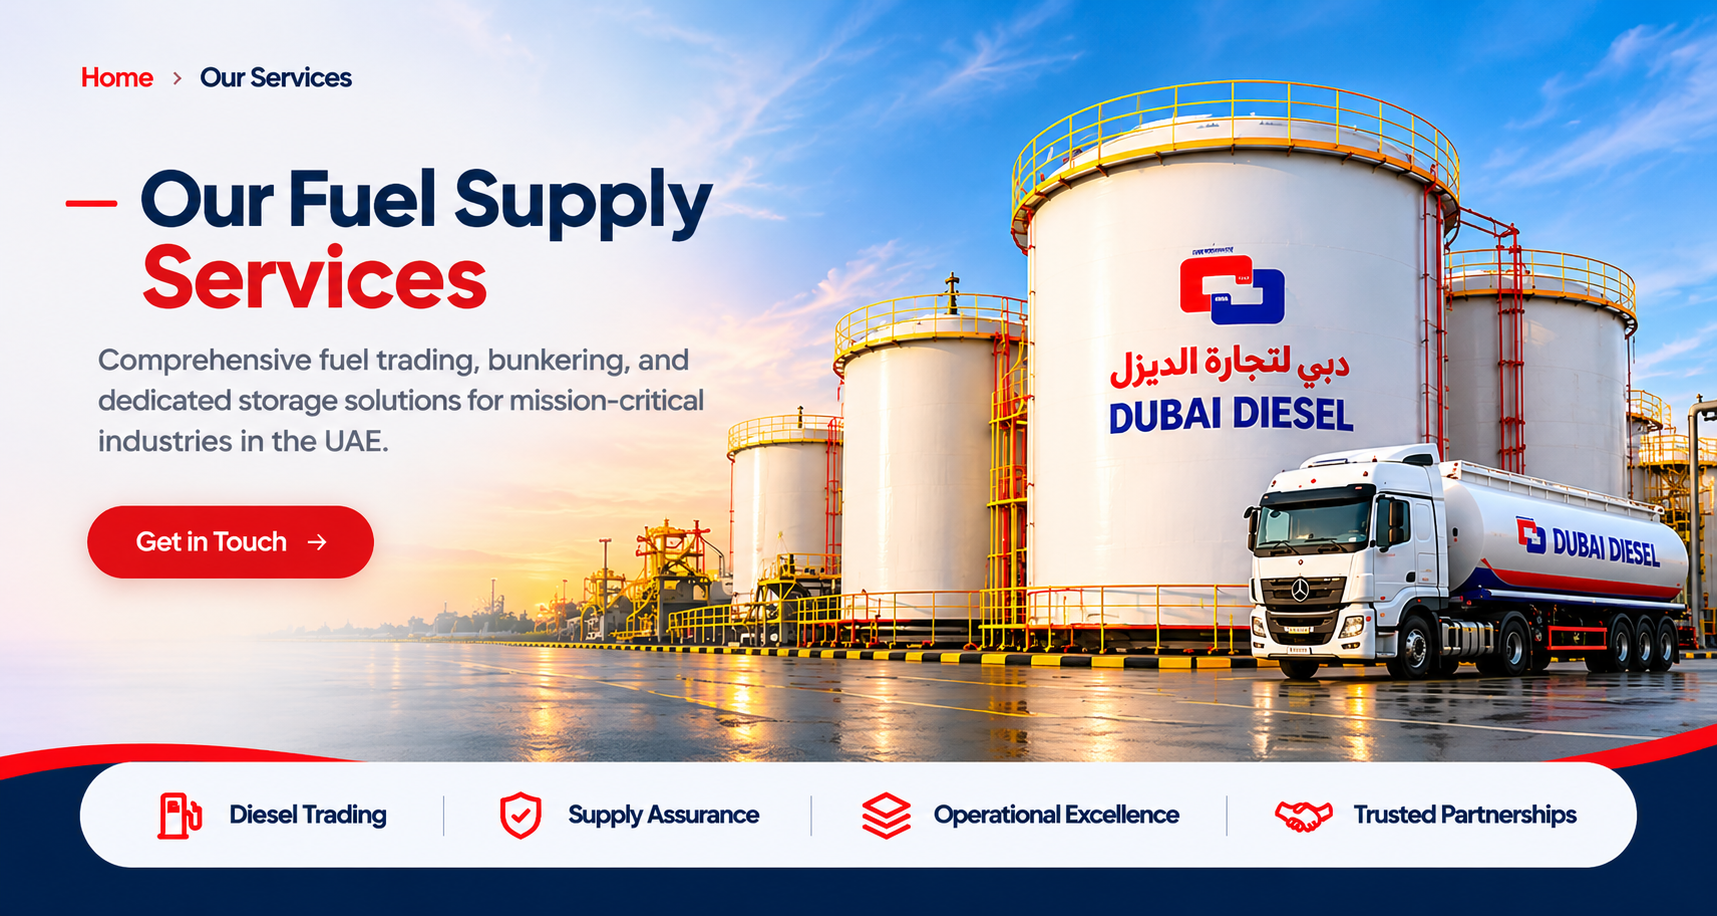 Home > Our Services
Our Fuel Supply
Services
Comprehensive fuel trading, bunkering, and
dedicated storage solutions for mission-critical
industries in the UAE.
Get in Touch →
دبي لتجارة الديزل
DUBAI DIESEL
DUBAI DIESEL
Diesel Trading
Supply Assurance
Operational Excellence
Trusted Partnerships